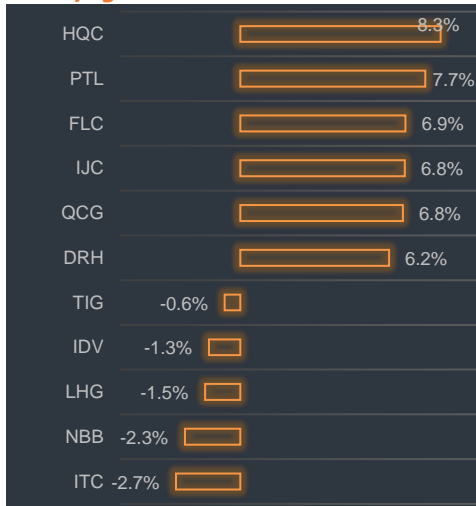 HQC 8.3%
PTL 7.7%
FLC 6.9%
IJC 6.8%
QCG 6.8%
DRH 6.2%
TIG -0.6%
IDV -1.3%
LHG -1.5%
NBB -2.3%
ITC -2.7%